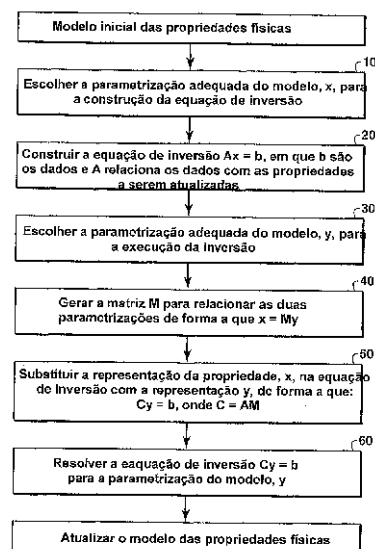 Modelo inicial das propriedades físicas
10
Escolher a parametrização adequada do modelo, x, para
a construção da equação de inversão
20
Construir a equação de inversão Ax = b, em que b são
os dados e A relaciona os dados com as propriedades
a serem atualizadas
30
Escolher a parametrização adequada do modelo, y, para
a execução da inversão
40
Gerar a matriz M para relacionar as duas
parametrizações de forma a que x = My
50
Substituir a representação da propriedade, x, na equação
de inversão com a representação y, de forma a que:
Cy = b, onde C = AM
60
Resolver a eaquação de inversão Cy = b
para a parametrização do modelo, y
Atualizar o modelo das propriedades físicas